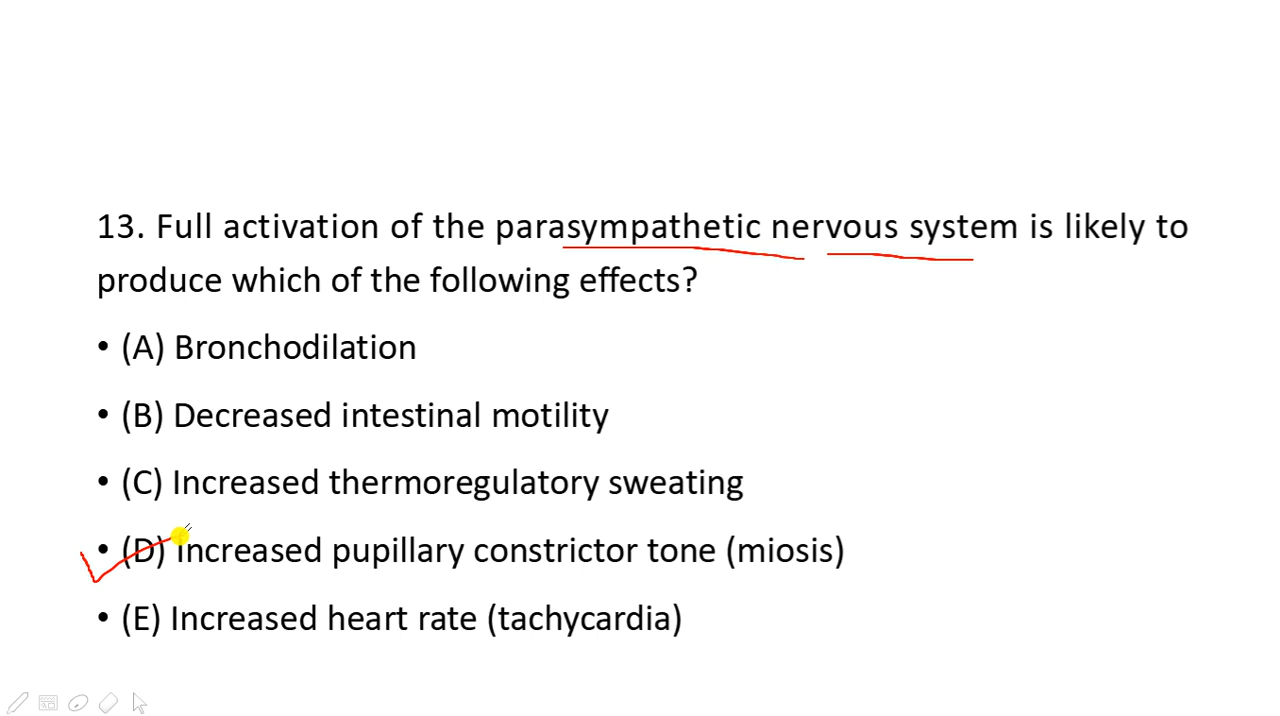 13. Full activation of the parasympathetic nervous system is likely to
produce which of the following effects?
• (A) Bronchodilation
• (B) Decreased intestinal motility
• (C) Increased thermoregulatory sweating
• (D) Increased pupillary constrictor tone (miosis)
• (E) Increased heart rate (tachycardia)